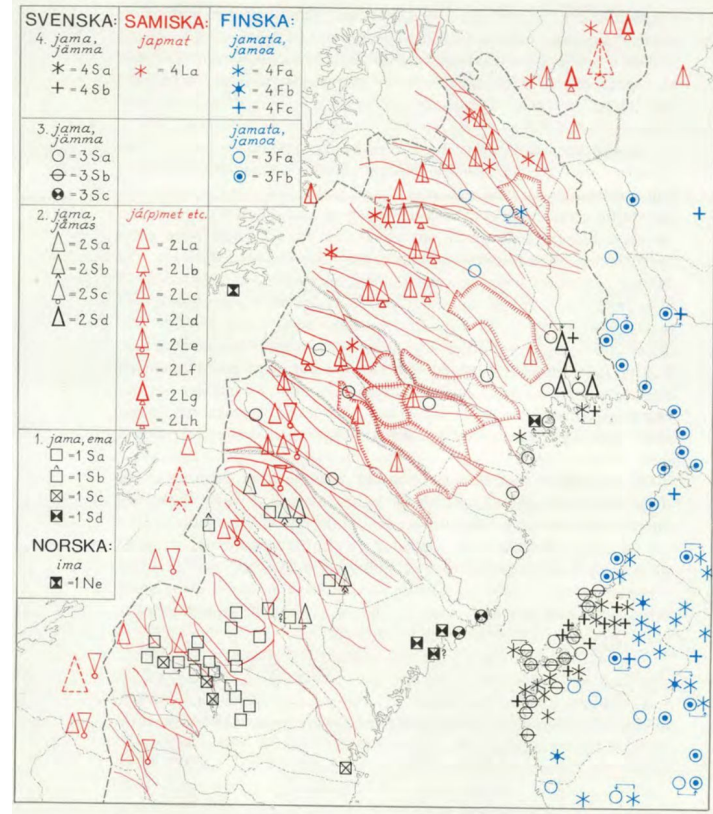 SVENSKA: SAMISKA: FINSKA:
4. jama, jämma
= 4Sa
= 4Sb
japmat
= 4La
jamata, jamoa
= 4Fa
= 4Fb
= 4Fc
3. jama, jämma
= 3Sa
= 3Sb
= 3Sc
jamata, jamoa
= 3Fa
= 3Fb
2. jama, jämas
= 2Sa
= 2Sb
= 2Sc
= 2Sd
já(p)met etc.
= 2La
= 2Lb
= 2Lc
= 2Ld
= 2Le
= 2Lf
= 2Lg
= 2Lh
1. jama, ema
= 1Sa
= 1Sb
= 1Sc
= 1Sd
NORSKA:
ima
= 1Ne